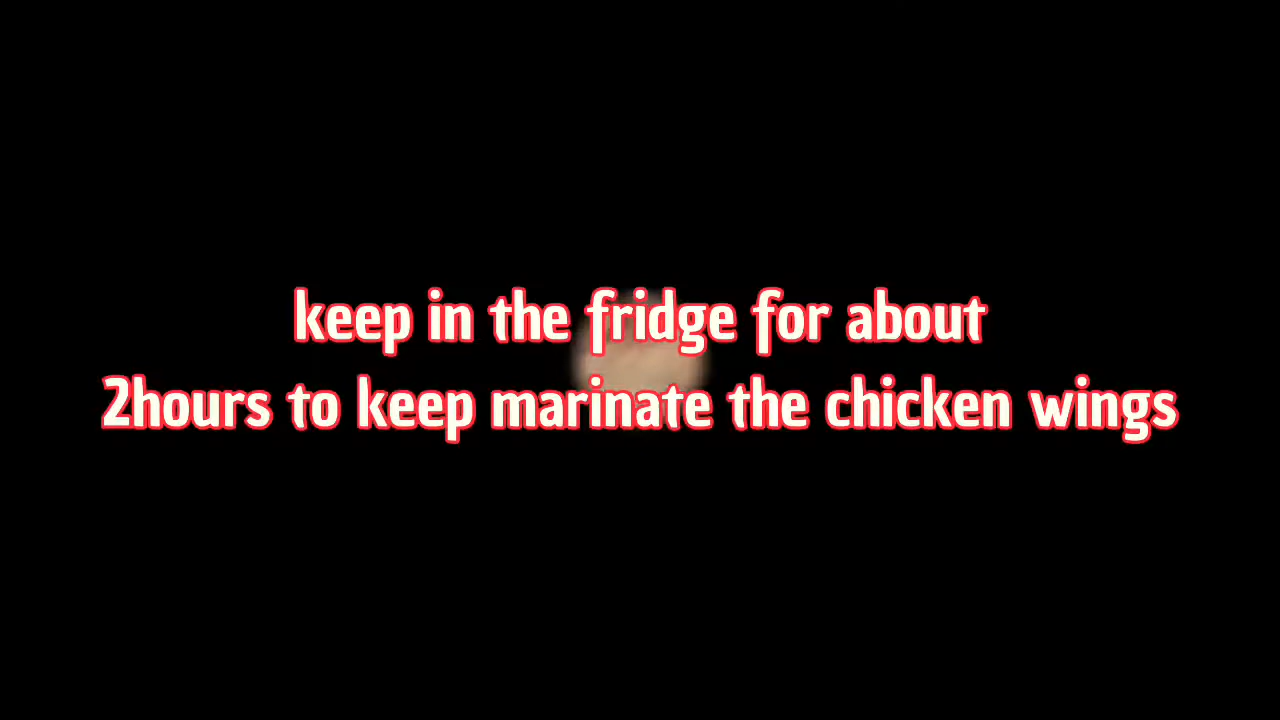 keep in the fridge for about
2hours to keep marinate the chicken wings